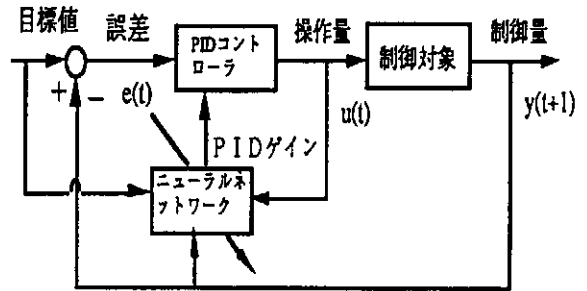 目標値
誤差
PIDコント
ローラ
操作量
制御対象
制御量
+
−
e(t)
u(t)
y(t+1)
PIDゲイン
ニューラルネ
ットワーク